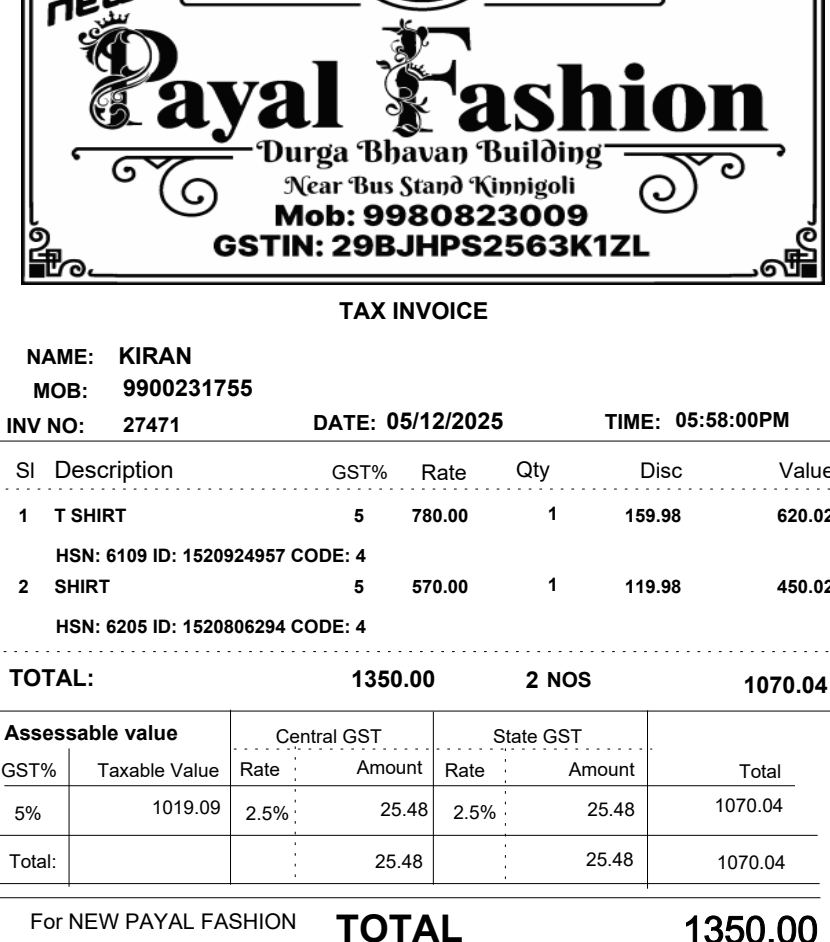 new
Payal Fashion
Durga Bhavan Building
Near Bus Stand Kinnigoli
Mob: 9980823009
GSTIN: 29BJHPS2563K1ZL
TAX INVOICE
NAME: KIRAN
MOB: 9900231755
INV NO: 27471 DATE: 05/12/2025 TIME: 05:58:00PM
Sl Description GST% Rate Qty Disc Value
1 T SHIRT 5 780.00 1 159.98 620.02
HSN: 6109 ID: 1520924957 CODE: 4
2 SHIRT 5 570.00 1 119.98 450.02
HSN: 6205 ID: 1520806294 CODE: 4
TOTAL: 1350.00 2 NOS 1070.04
Assessable value Central GST State GST
GST% Taxable Value Rate Amount Rate Amount Total
5% 1019.09 2.5% 25.48 2.5% 25.48 1070.04
Total: 25.48 25.48 1070.04
For NEW PAYAL FASHION TOTAL 1350.00